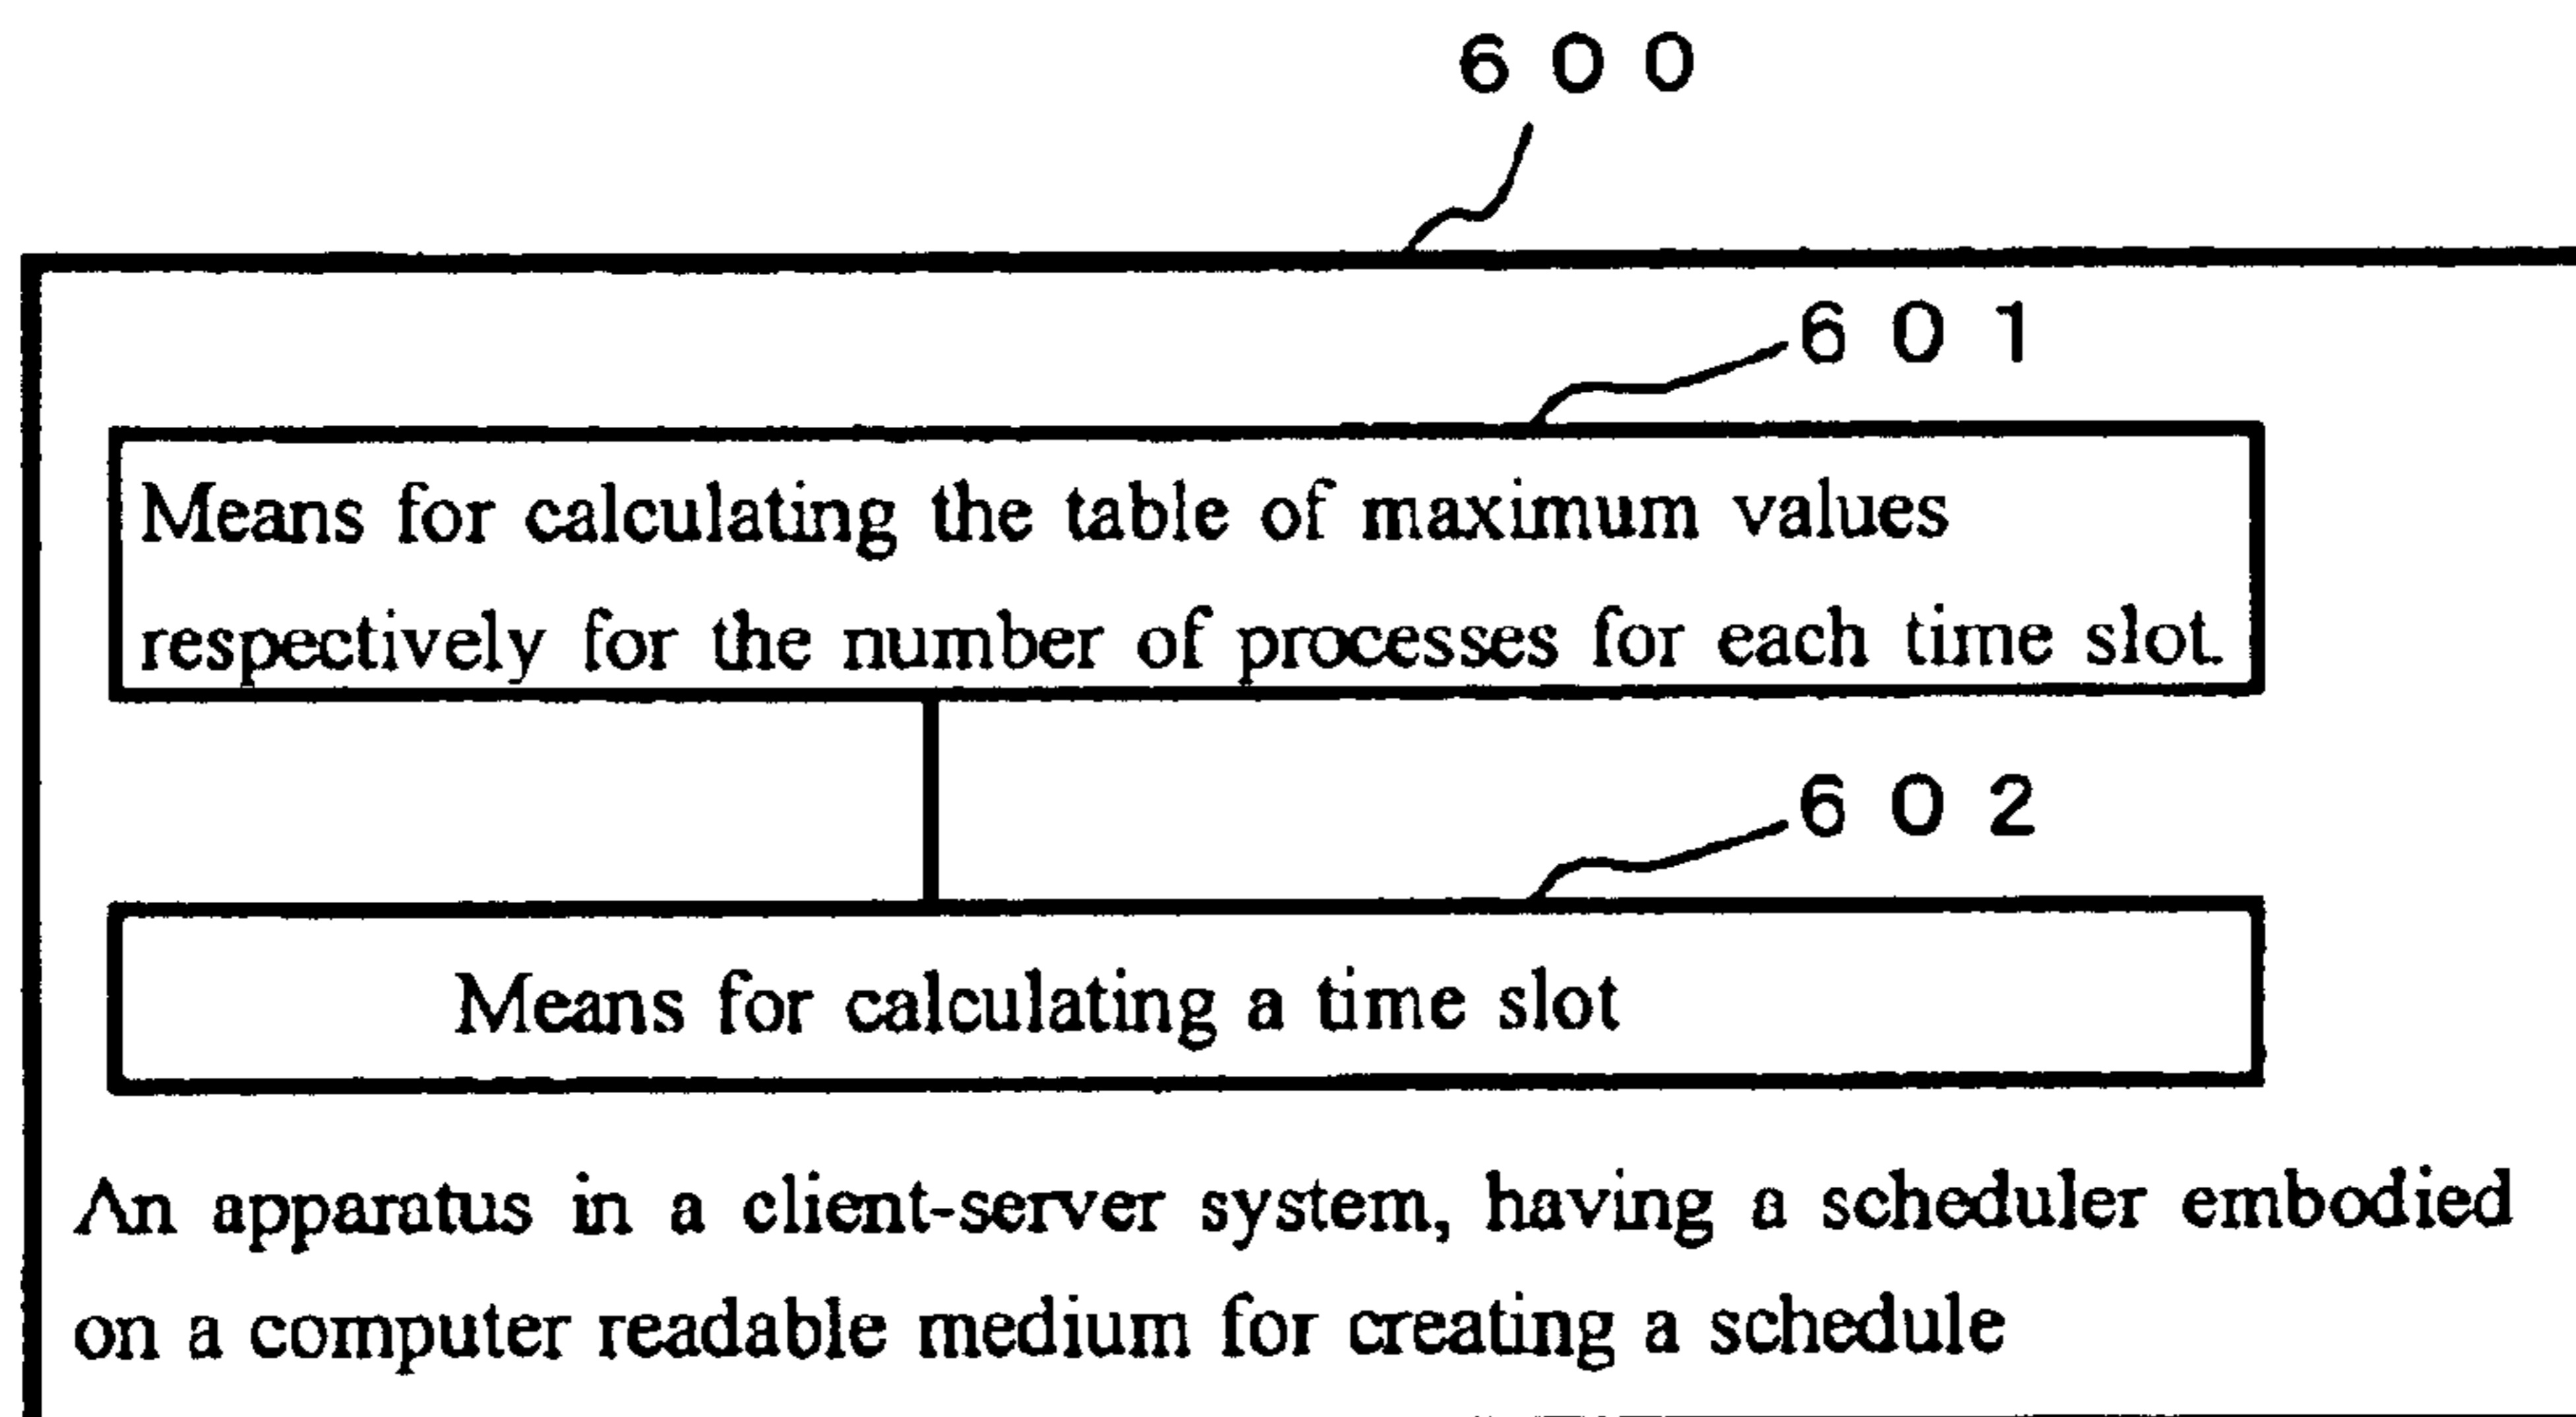 600
601
Means for calculating the table of maximum values
respectively for the number of processes for each time slot.
602
Means for calculating a time slot
An apparatus in a client-server system, having a scheduler embodied
on a computer readable medium for creating a schedule